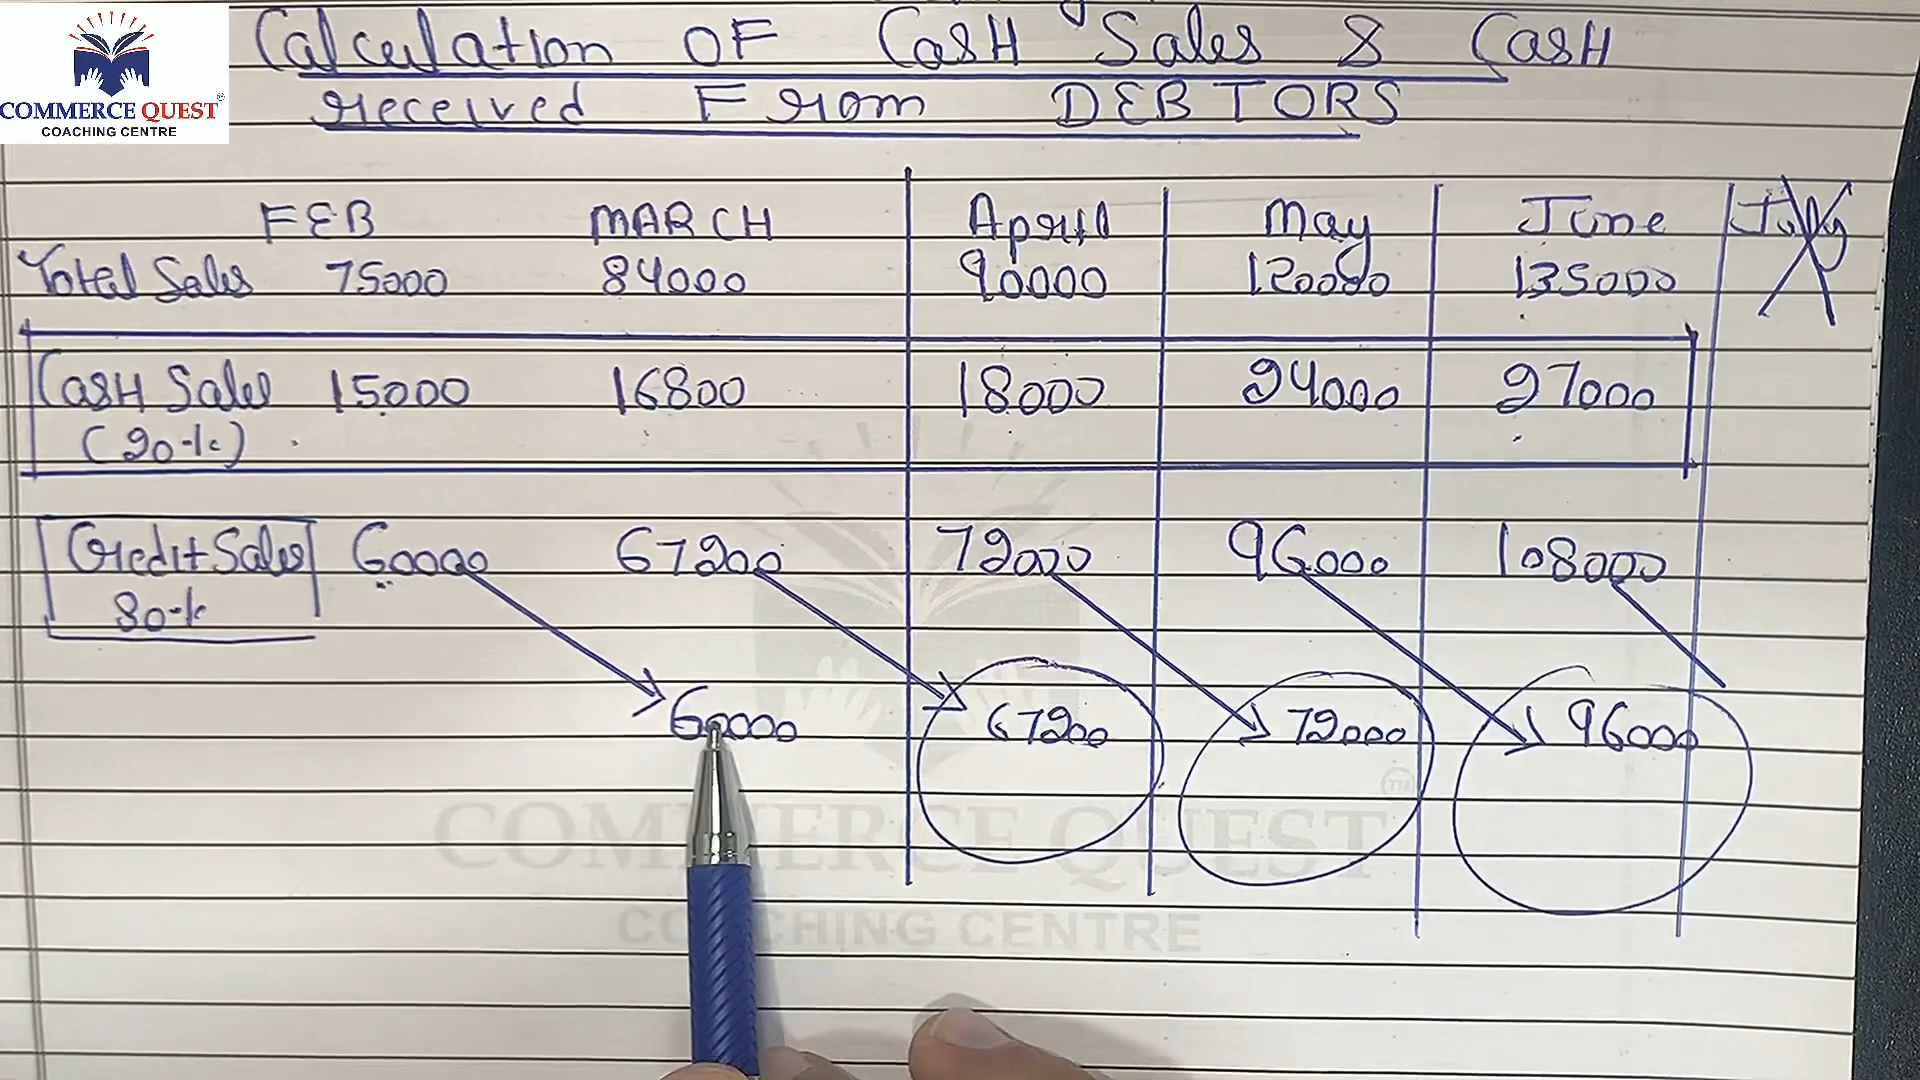 COMMERCE QUEST
COACHING CENTRE
Calculation OF CasH Sales & CasH
received From DEBTORS
FEB MARCH April May June July
Total Sales 75000 84000 90000 120000 135000
CasH Sales 15000 16800 18000 24000 27000
(20%)
Credit Sales 60000 67200 72000 96000 108000
80%
60000 67200 72000 96000
COMMERCE QUEST
COACHING CENTRE